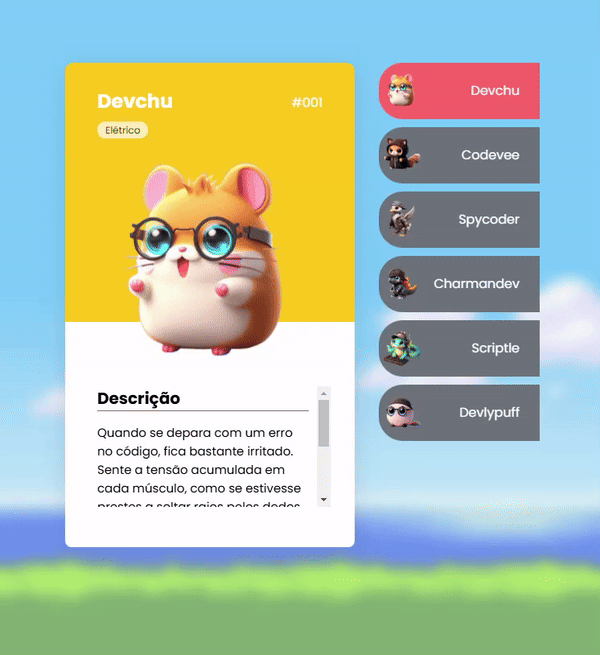 Devchu
#001
Elétrico
Descrição
Quando se depara com um erro
no código, fica bastante irritado.
Sente a tensão acumulada em
cada músculo, como se estivesse
prestes a soltar raios pelos dedos
Devchu
Codevee
Spycoder
Charmandev
Scriptle
Devlypuff